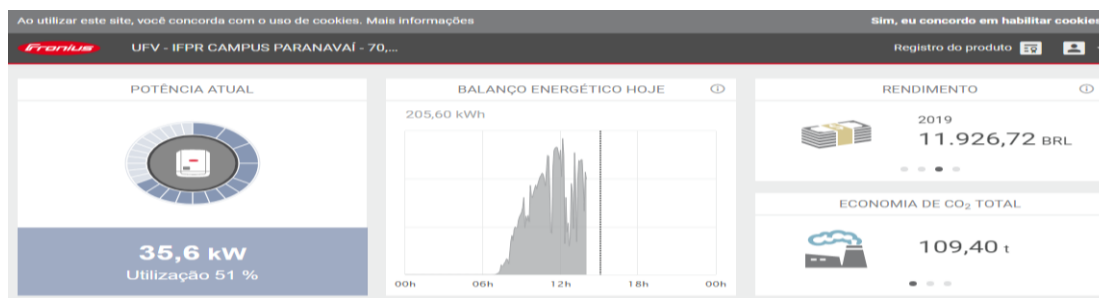 Ao utilizar este site, você concorda com o uso de cookies. Mais informações
Sim, eu concordo em habilitar cookies
Fronius
UFV - IFPR CAMPUS PARANAVAÍ - 70,...
Registro do produto
POTÊNCIA ATUAL
35,6 kW
Utilização 51 %
BALANÇO ENERGÉTICO HOJE
205,60 kWh
00h 06h 12h 18h 00h
RENDIMENTO
2019
11.926,72 BRL
ECONOMIA DE CO₂ TOTAL
109,40 t